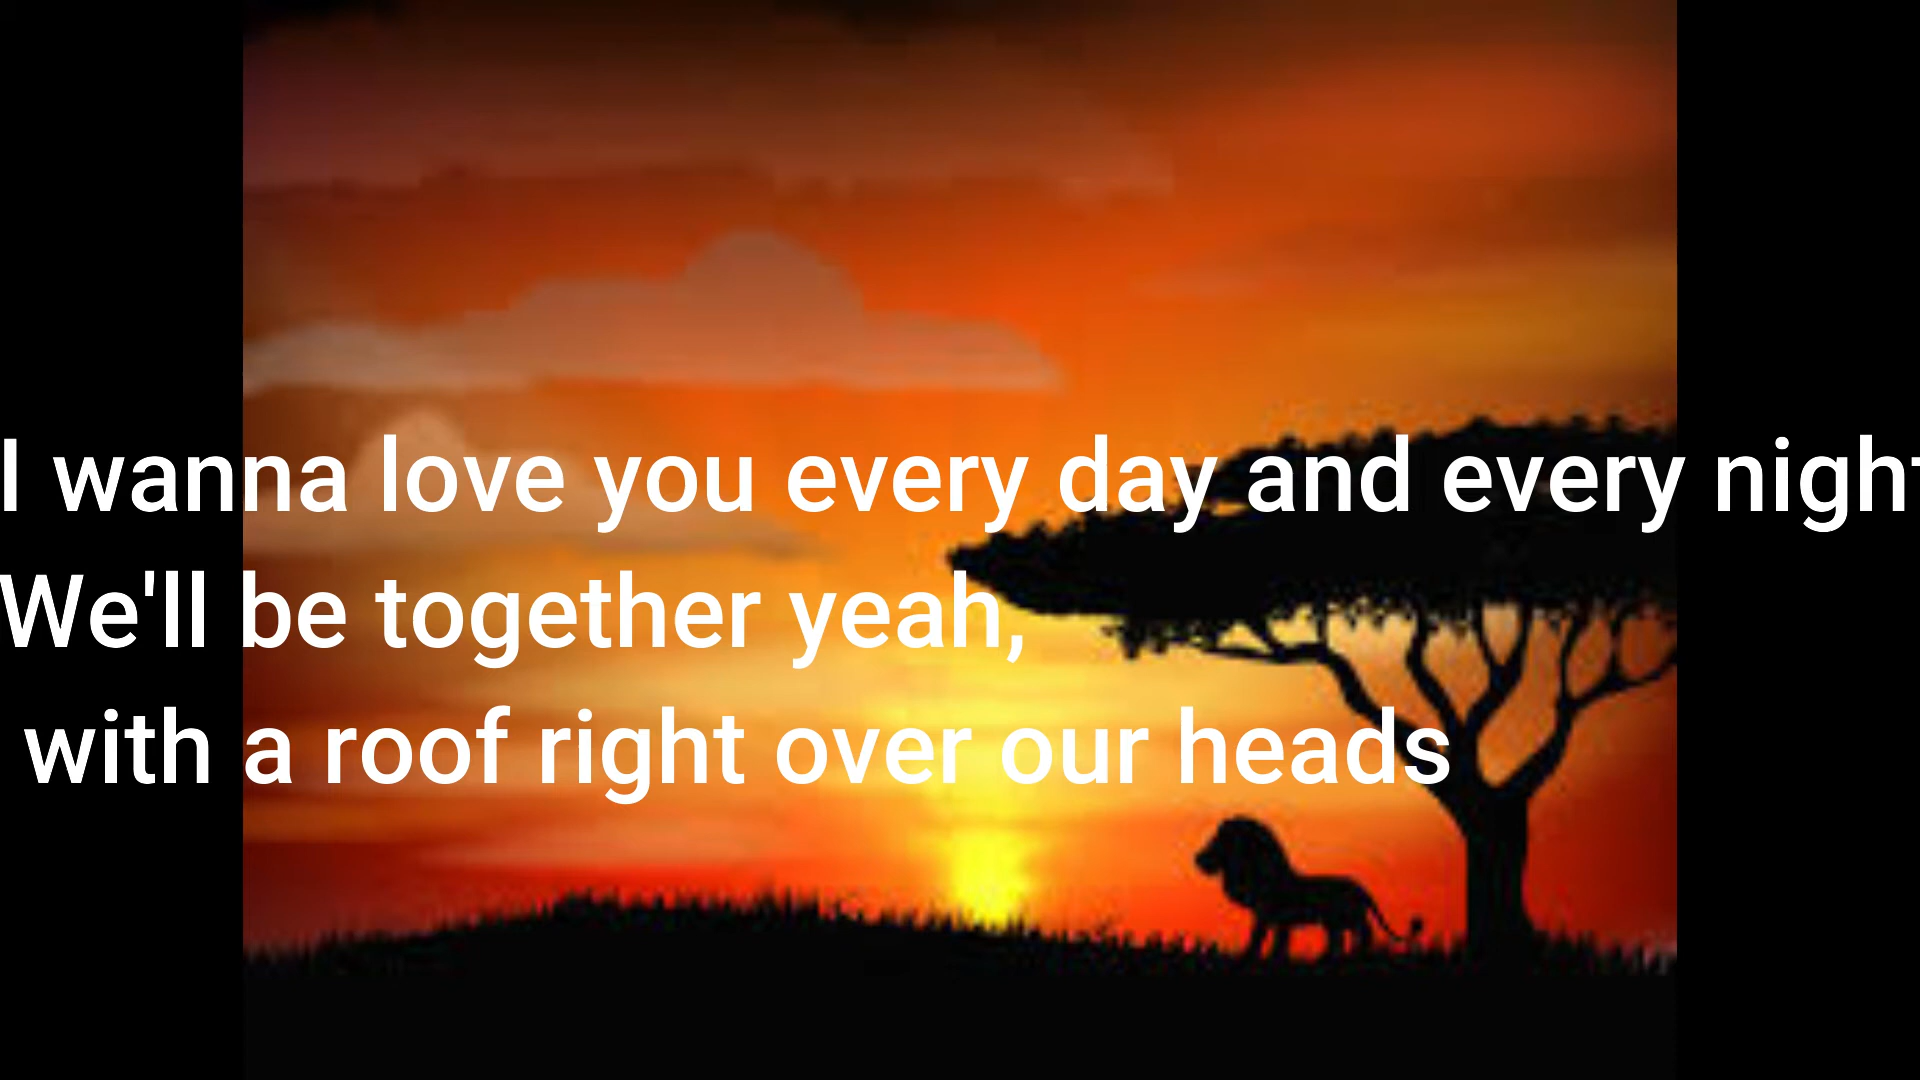 I wanna love you every day and every night
We'll be together yeah,
with a roof right over our heads